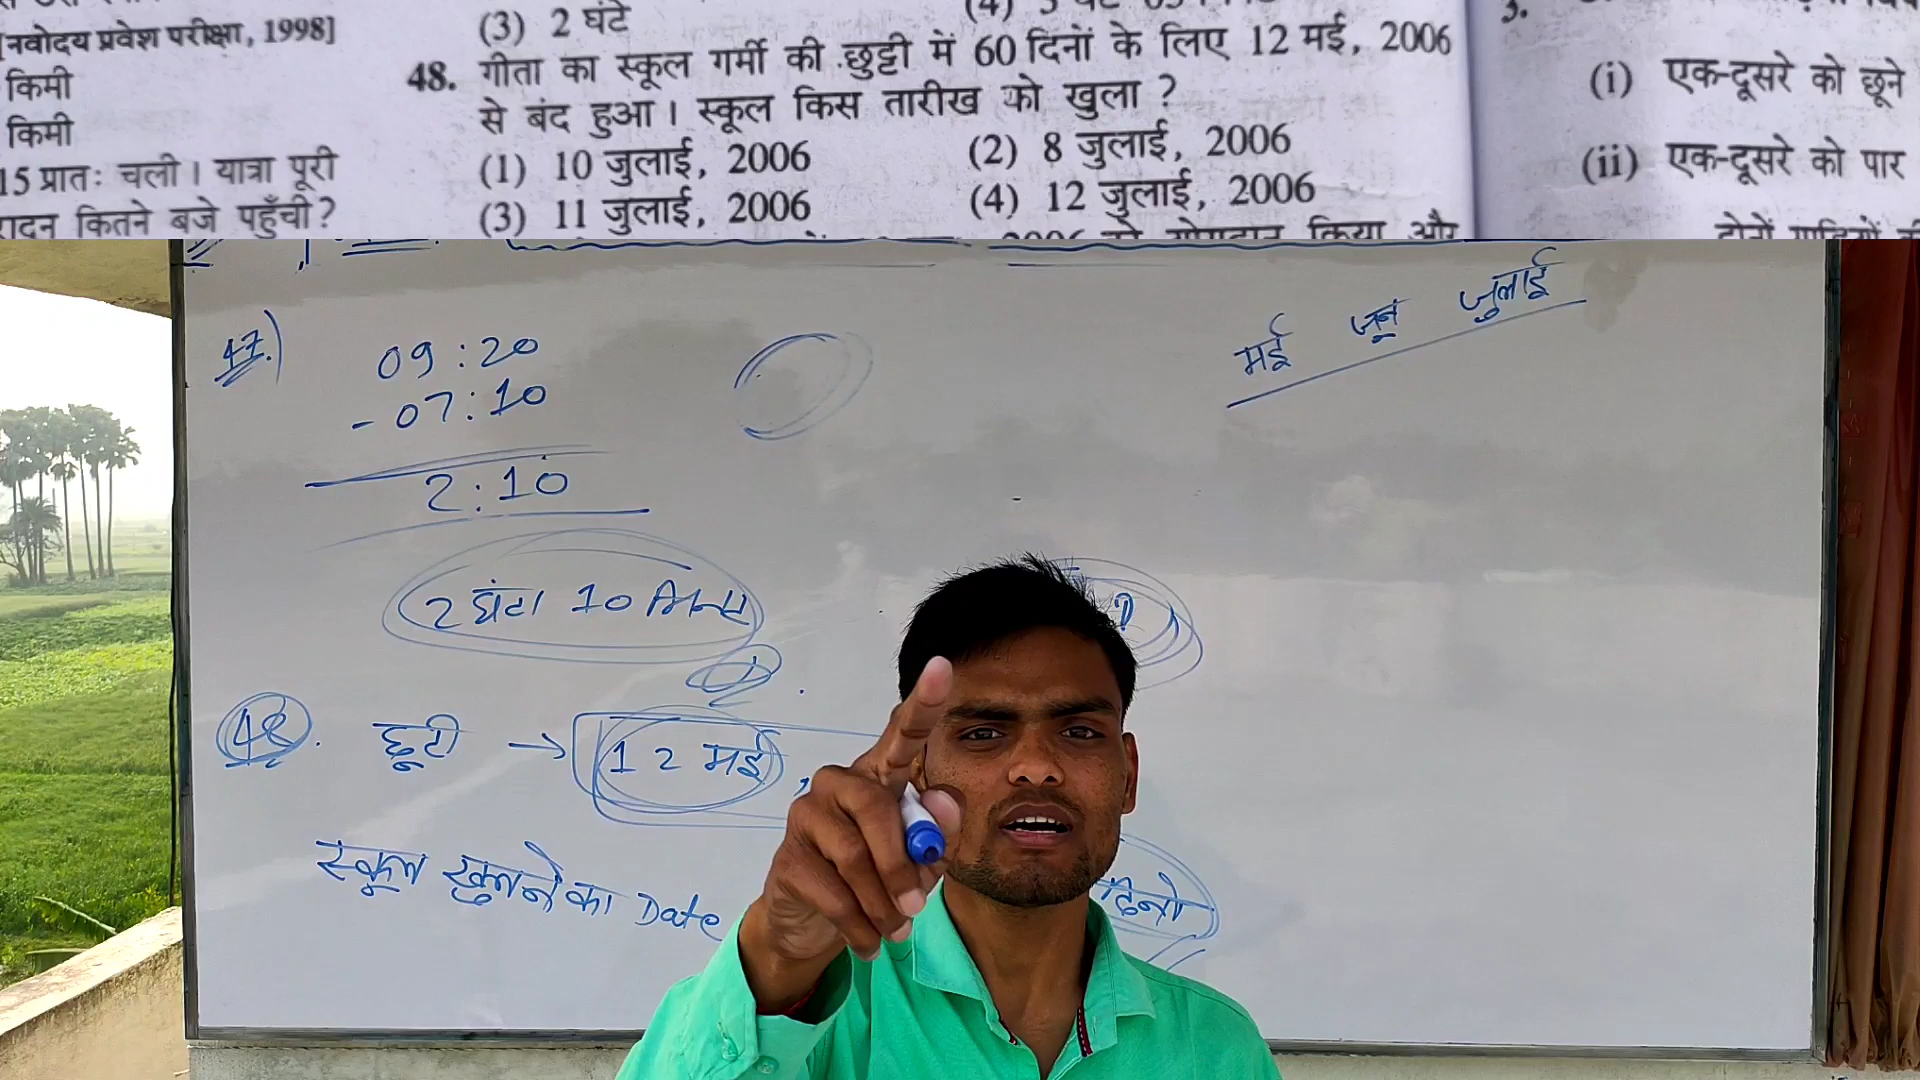 [नवोदय प्रवेश परीक्षा, 1998]
किमी
किमी
15 प्रातः चली । यात्रा पूरी
कितने बजे पहुँची ?
(3) 2 घंटे
(4)
48. गीता का स्कूल गर्मी की छुट्टी में 60 दिनों के लिए 12 मई, 2006
से बंद हुआ । स्कूल किस तारीख को खुला ?
(1) 10 जुलाई, 2006 (2) 8 जुलाई, 2006
(3) 11 जुलाई, 2006 (4) 12 जुलाई, 2006
(i) एक-दूसरे को छूने
(ii) एक-दूसरे को पार
47.) 09:20
- 07:10
2:10
2 घंटा 10 मिनट
मई जून जुलाई
48. छूटी → 12 मई,
स्कूल खुलने का Date
दिनो